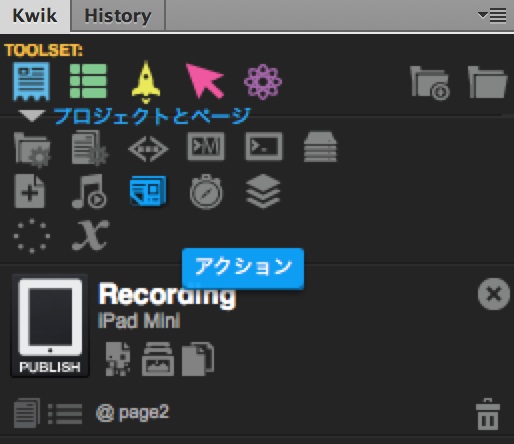 Kwik History
TOOLSET:
プロジェクトとページ
アクション
Recording
iPad Mini
PUBLISH
@ page2